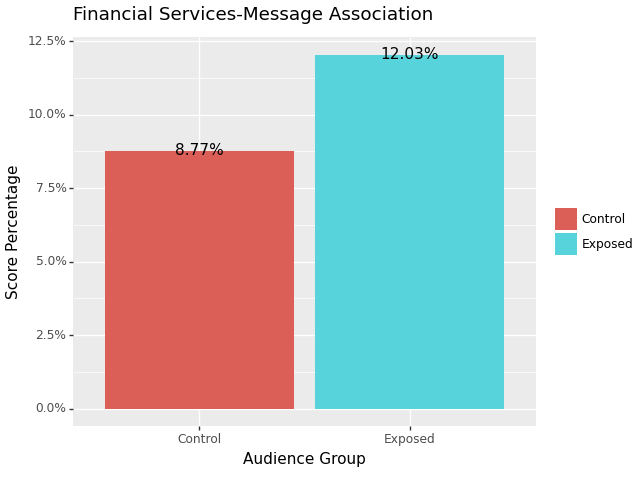 Financial Services-Message Association
12.5%
10.0%
7.5%
5.0%
2.5%
0.0%
Score Percentage
8.77%
12.03%
Control
Exposed
Audience Group
Control
Exposed